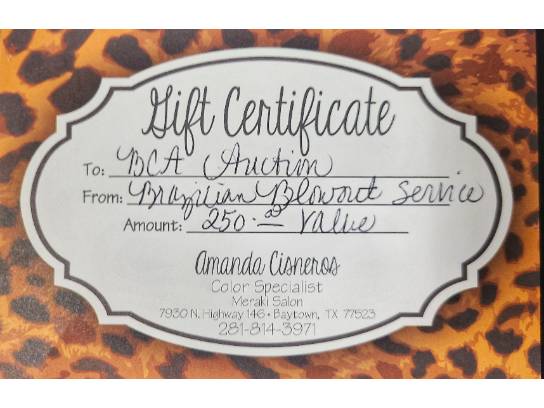 Gift Certificate
To: BCA Auction
From: Brazilian Blowout Service
Amount: 250.00 Value
Amanda Cisneros
Color Specialist
Meraki Salon
7930 N. Highway 146 • Baytown, TX 77523
281-814-3971